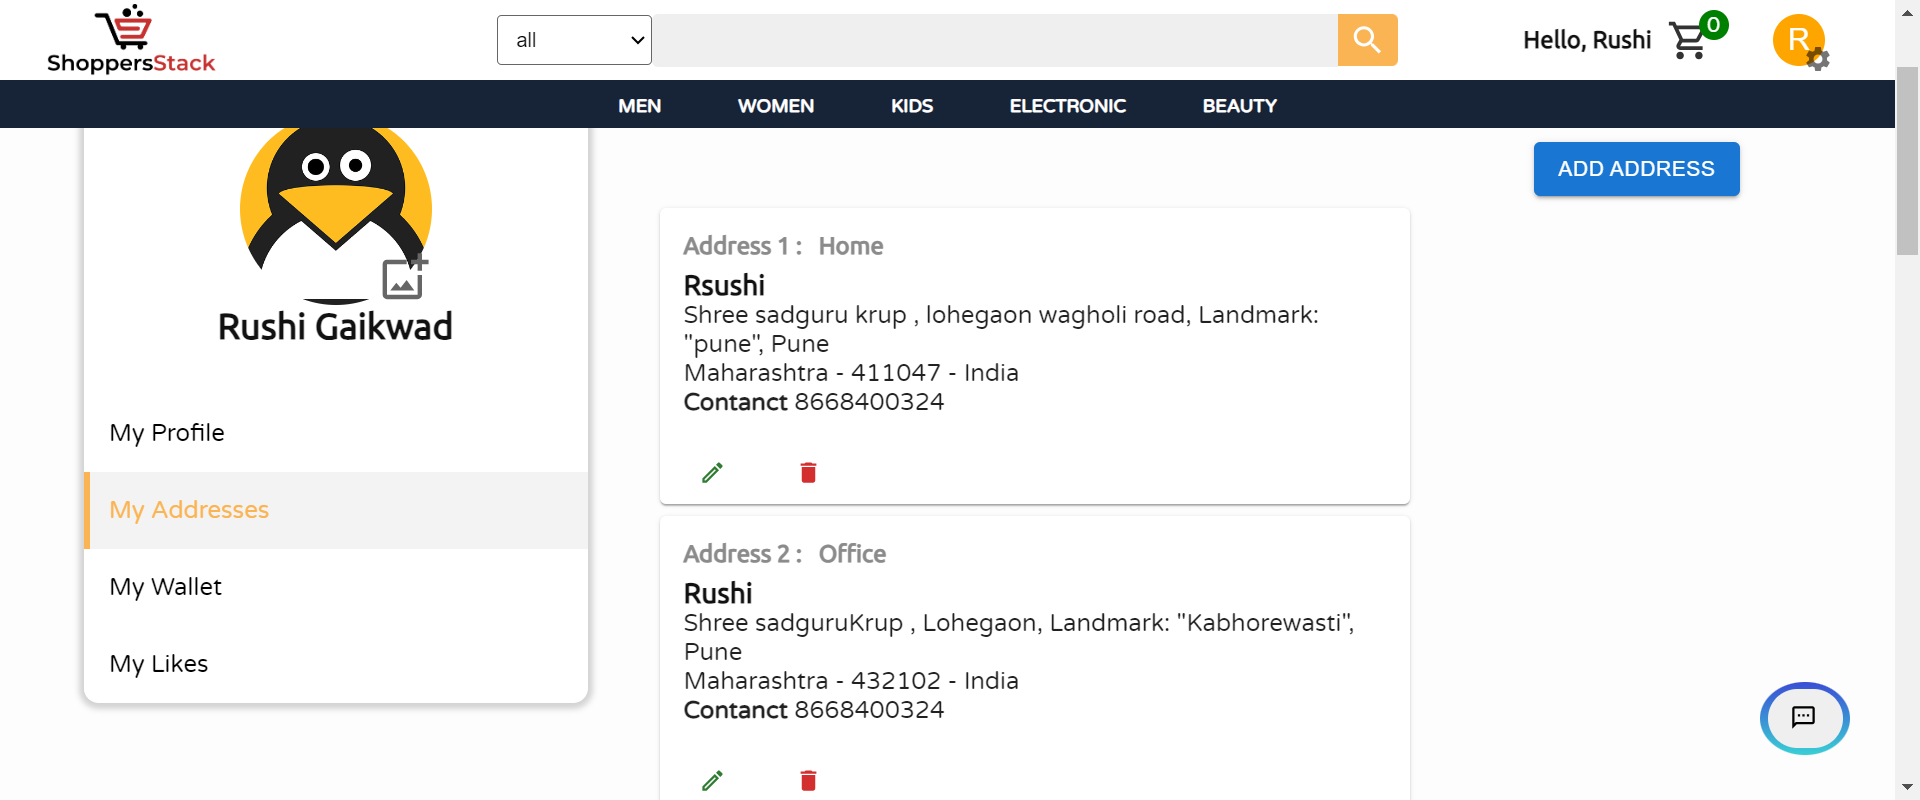 ShoppersStack
all
Hello, Rushi
0
R
MEN WOMEN KIDS ELECTRONIC BEAUTY
ADD ADDRESS
Rushi Gaikwad
My Profile
My Addresses
My Wallet
My Likes
Address 1 : Home
Rsushi
Shree sadguru krup , lohegaon wagholi road, Landmark:
"pune", Pune
Maharashtra - 411047 - India
Contanct 8668400324
Address 2 : Office
Rushi
Shree sadguruKrup , Lohegaon, Landmark: "Kabhorewasti",
Pune
Maharashtra - 432102 - India
Contanct 8668400324